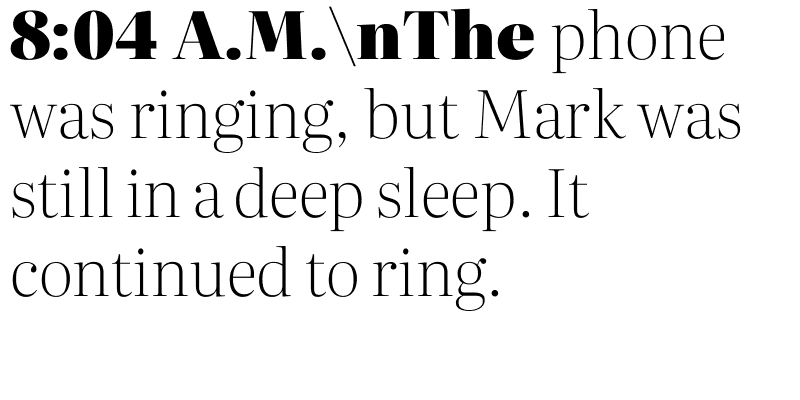 8:04 A.M.\nThe phone
was ringing, but Mark was
still in a deep sleep. It
continued to ring.